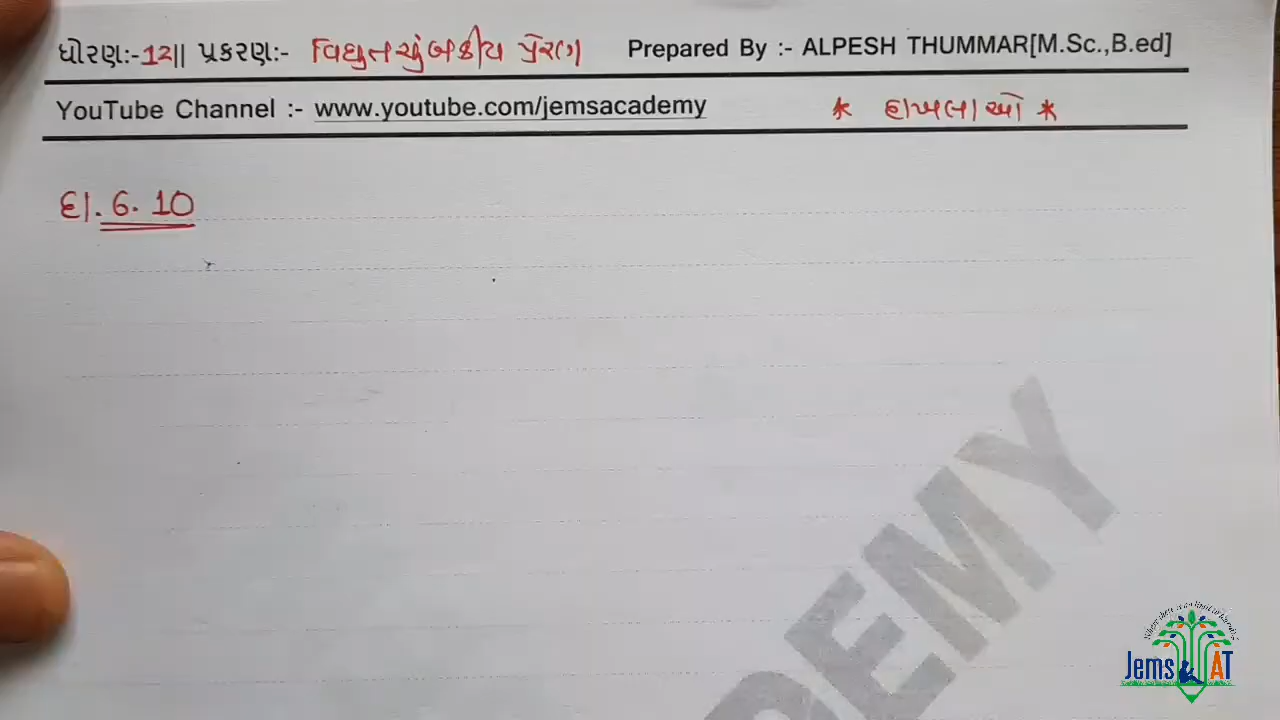 ધોરણ:-12|| પ્રકરણ:- વિદ્યુતચુંબકીય પ્રેરણ Prepared By :- ALPESH THUMMAR[M.Sc.,B.ed]
YouTube Channel :- www.youtube.com/jemsacademy * દાખલાઓ *
દા. 6. 10
DEMY
Jems AT